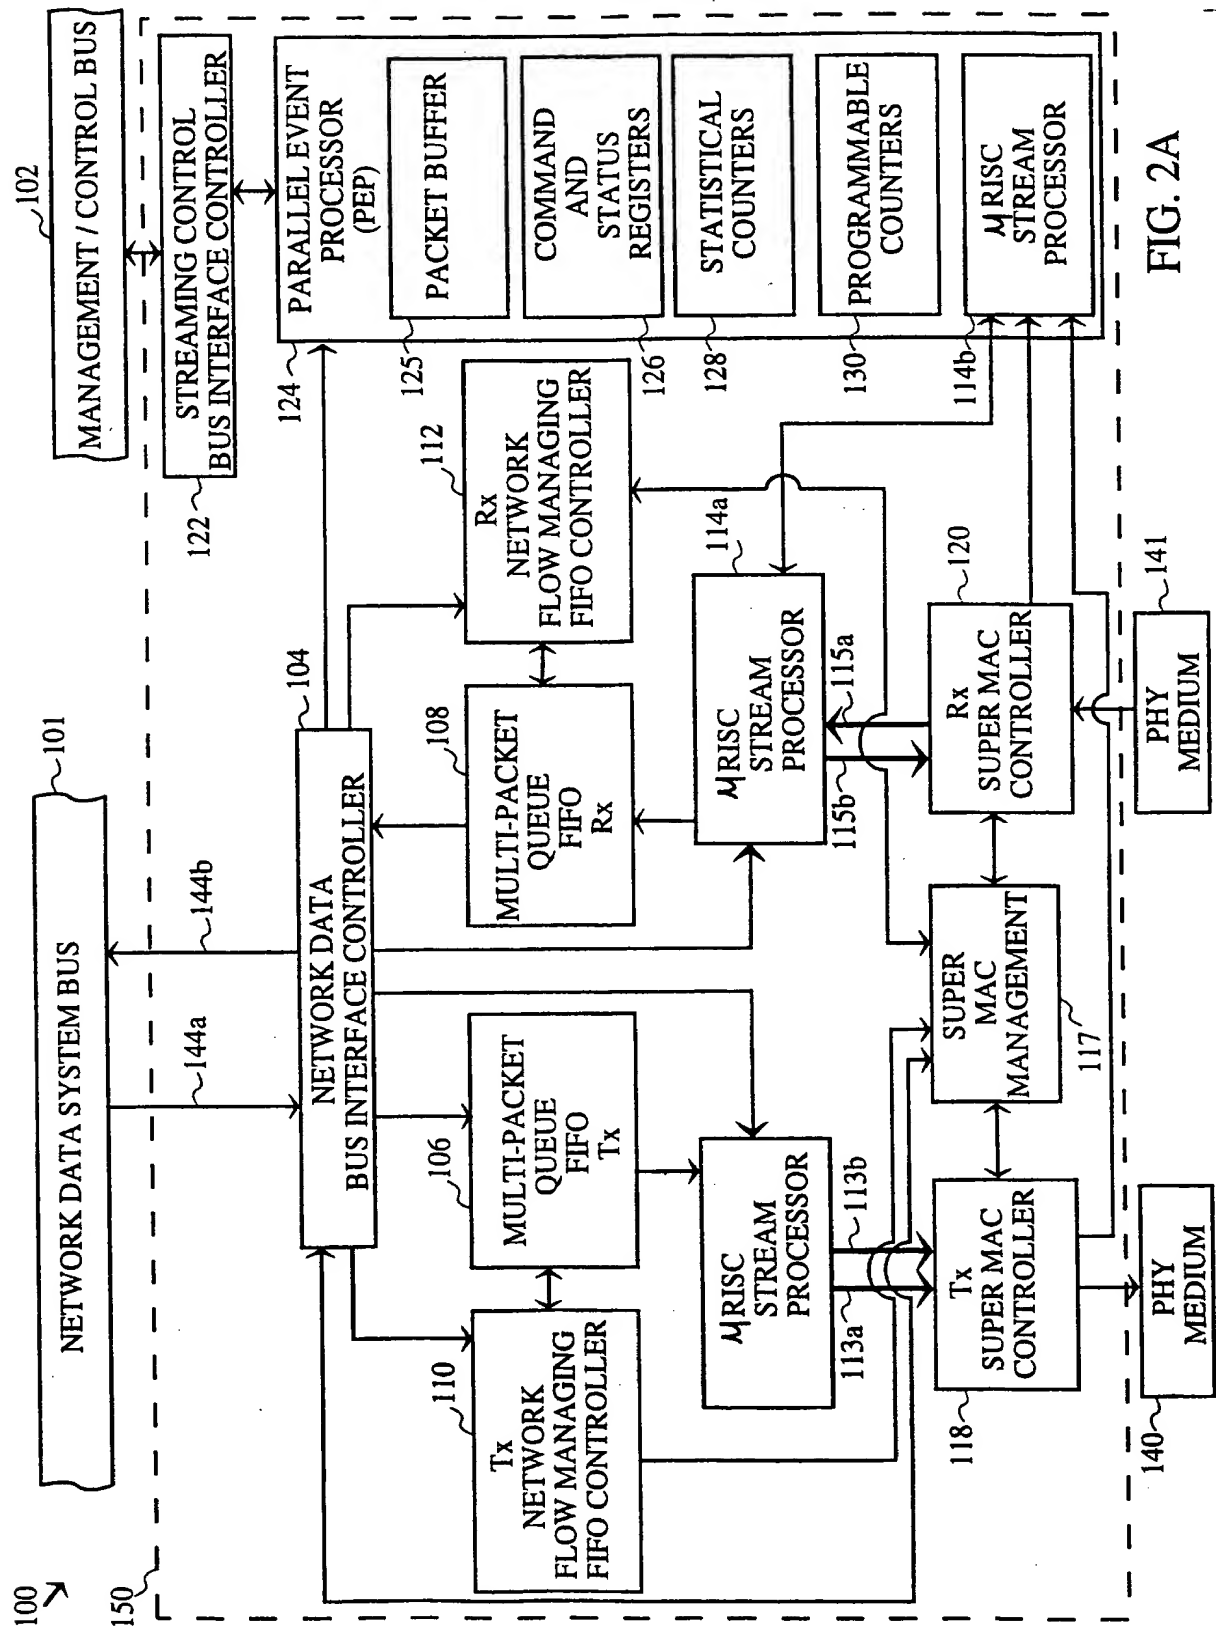 100
150
NETWORK DATA SYSTEM BUS
101
MANAGEMENT / CONTROL BUS
102
144a
144b
STREAMING CONTROL
BUS INTERFACE CONTROLLER
122
NETWORK DATA
BUS INTERFACE CONTROLLER
104
PARALLEL EVENT
PROCESSOR
(PEP)
124
PACKET BUFFER
125
COMMAND
AND
STATUS
REGISTERS
126
STATISTICAL
COUNTERS
128
PROGRAMMABLE
COUNTERS
130
μRISC
STREAM
PROCESSOR
114b
Tx
NETWORK
FLOW MANAGING
FIFO CONTROLLER
110
MULTI-PACKET
QUEUE
FIFO
Tx
106
MULTI-PACKET
QUEUE
FIFO
Rx
108
Rx
NETWORK
FLOW MANAGING
FIFO CONTROLLER
112
μRISC
STREAM
PROCESSOR
113a
113b
μRISC
STREAM
PROCESSOR
114a
115b
115a
Tx
SUPER MAC
CONTROLLER
118
SUPER
MAC
MANAGEMENT
117
Rx
SUPER MAC
CONTROLLER
120
PHY
MEDIUM
140
PHY
MEDIUM
141
FIG. 2A